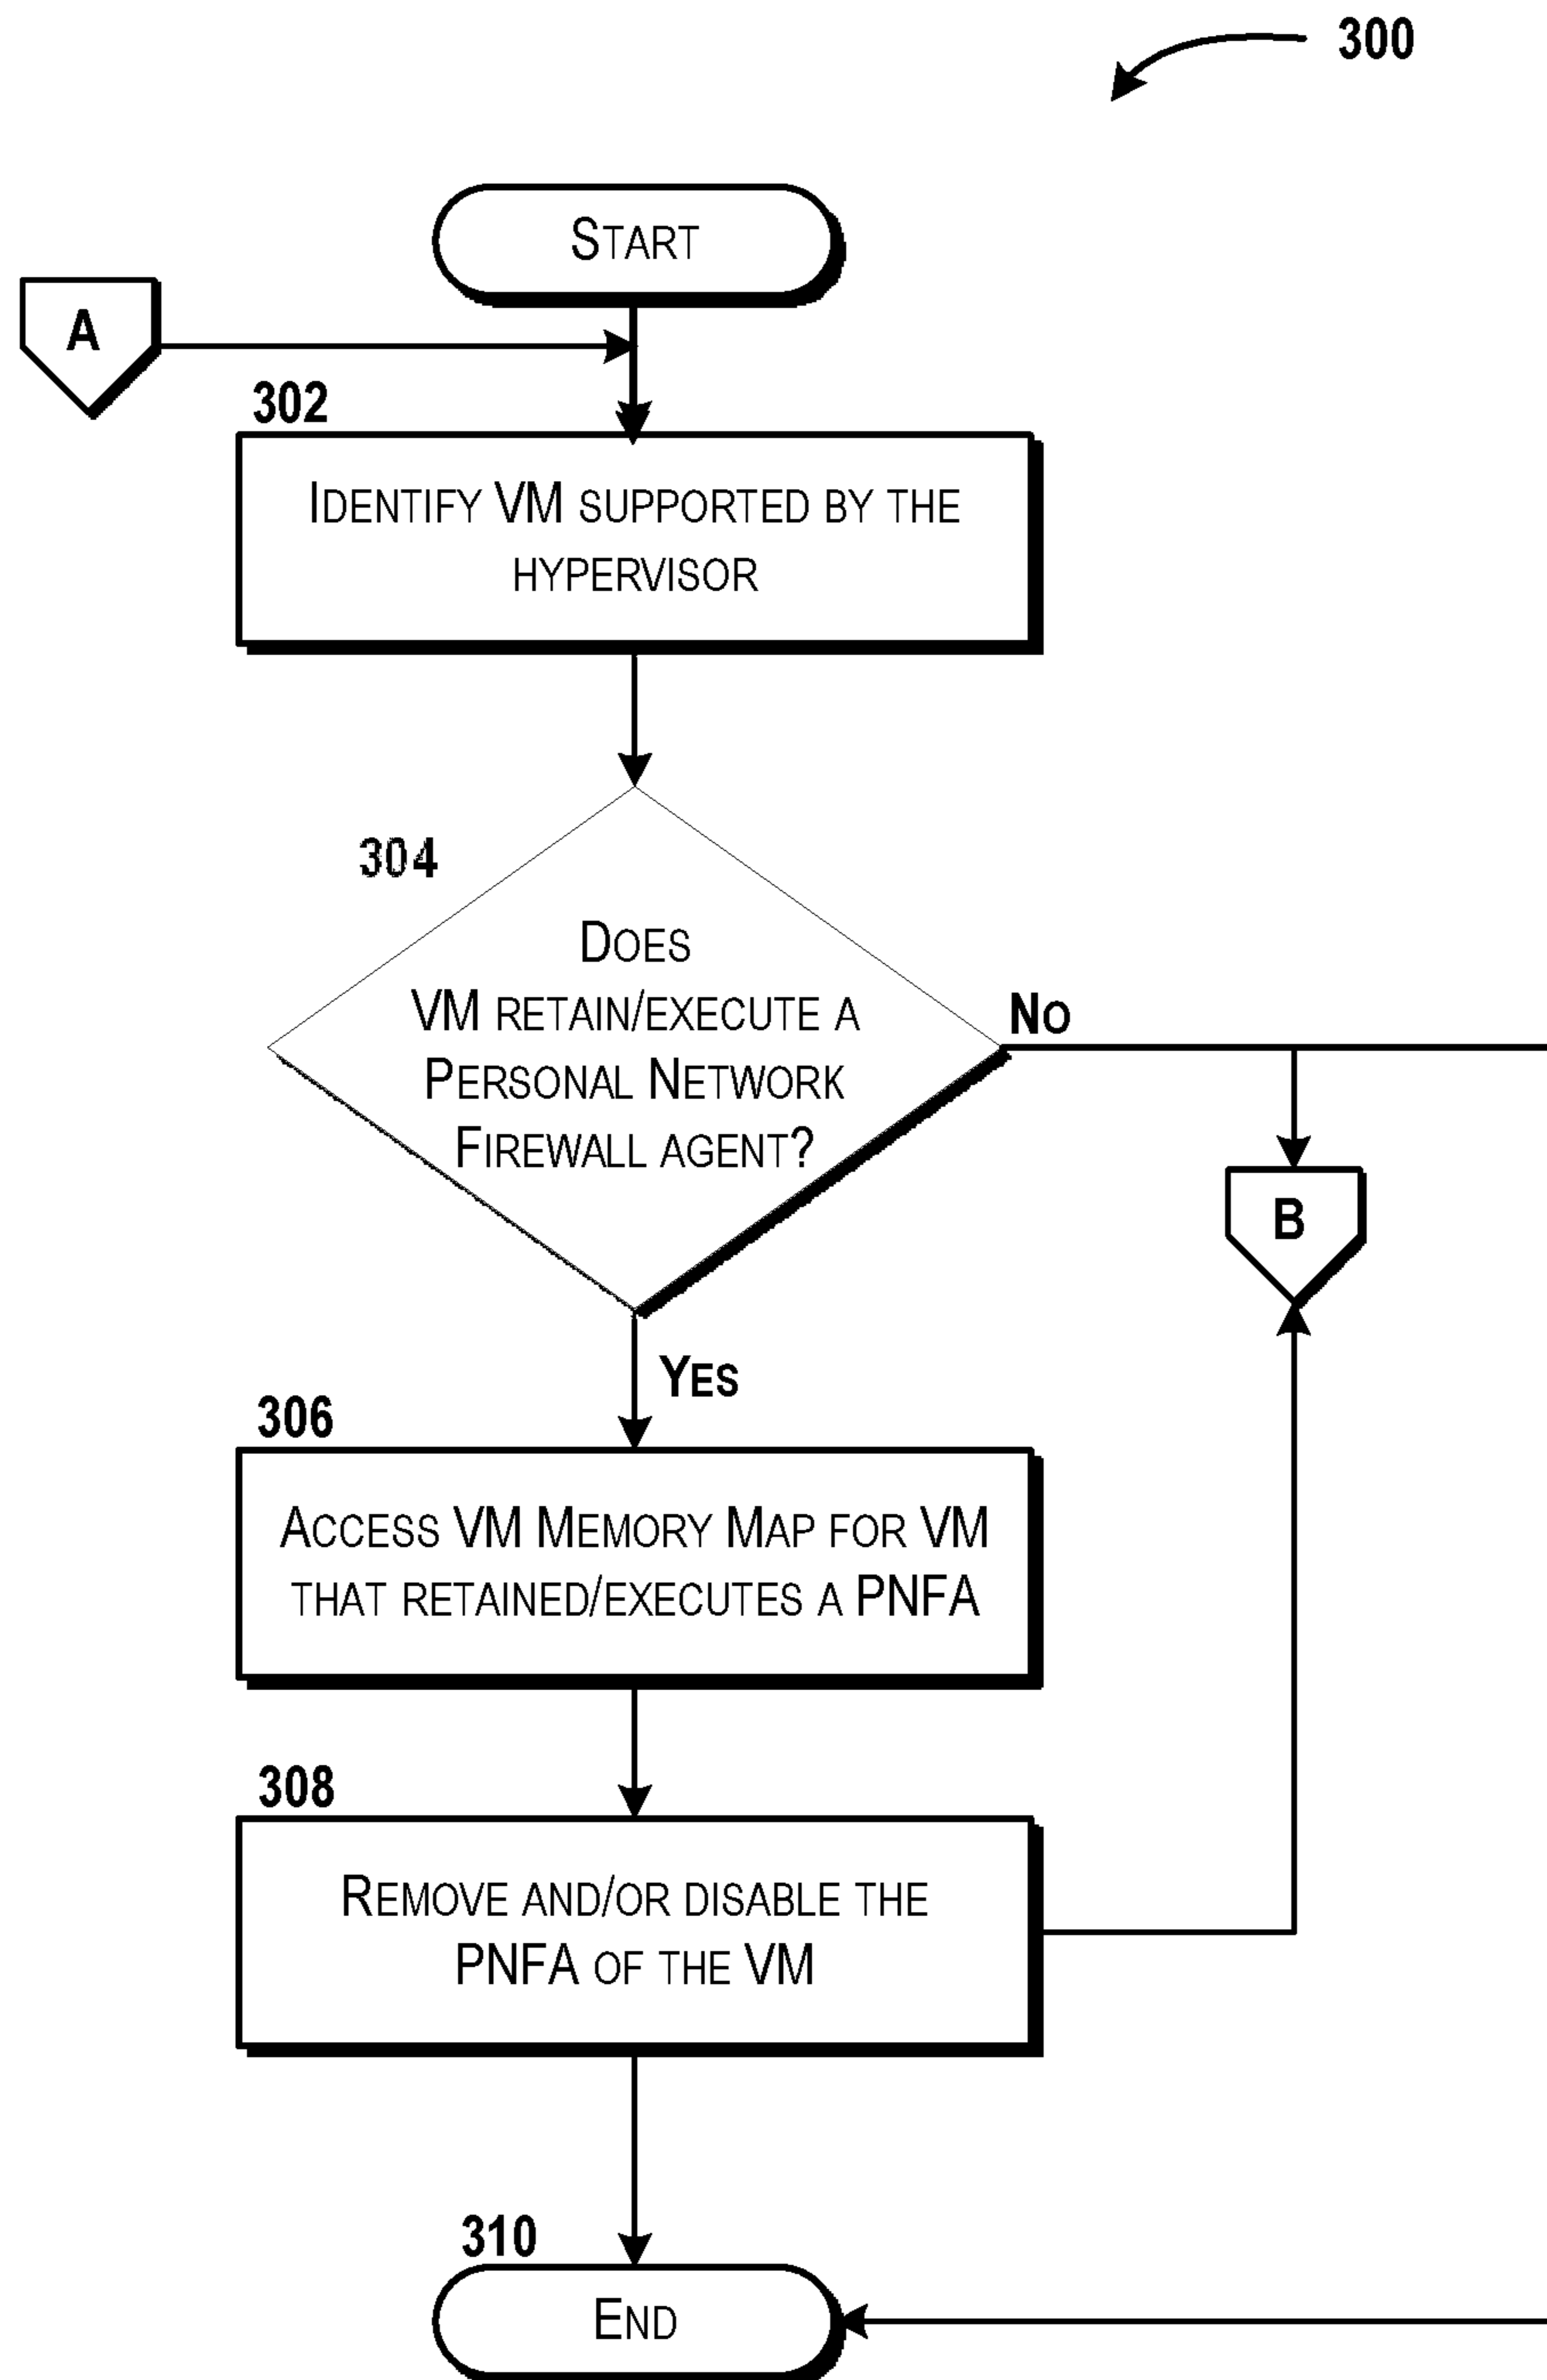 300
START
A
302
IDENTIFY VM SUPPORTED BY THE
HYPERVISOR
304
DOES
VM RETAIN/EXECUTE A
PERSONAL NETWORK
FIREWALL AGENT?
NO
B
YES
306
ACCESS VM MEMORY MAP FOR VM
THAT RETAINED/EXECUTES A PNFA
308
REMOVE AND/OR DISABLE THE
PNFA OF THE VM
310
END